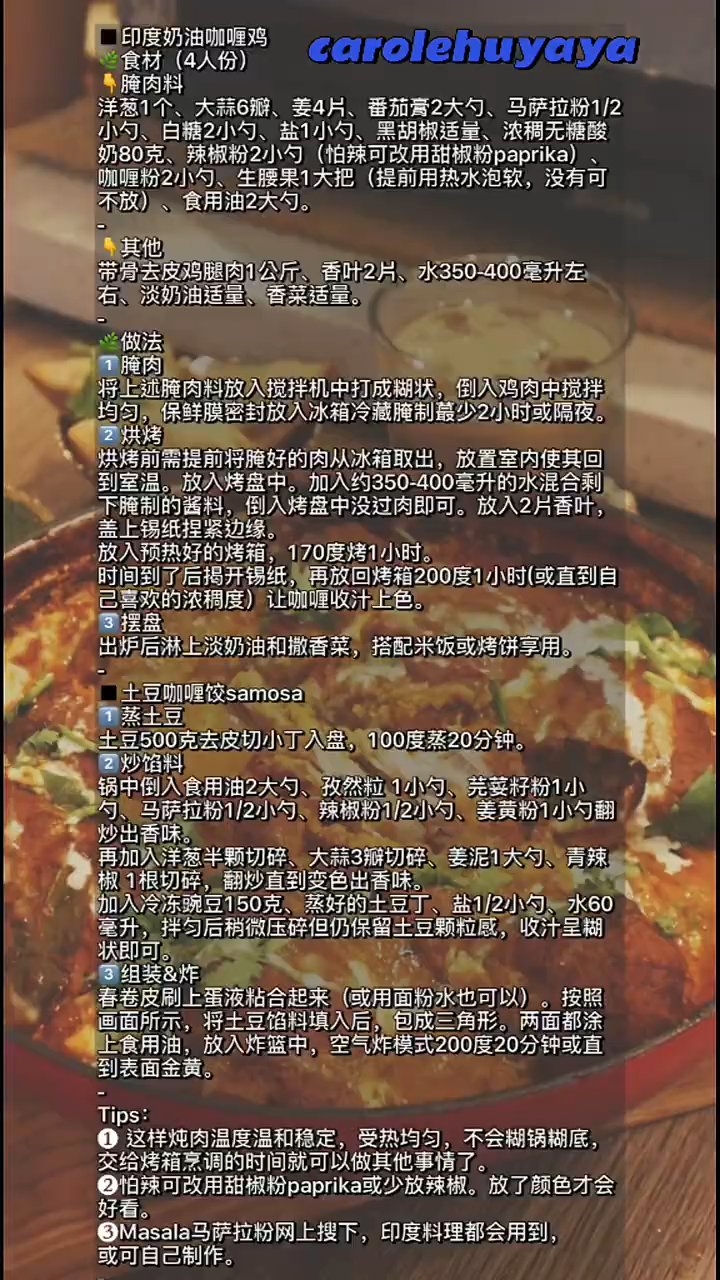 ■印度奶油咖喱鸡
carolehuyaya
🌿食材（4人份）
👇腌肉料
洋葱1个、大蒜6瓣、姜4片、番茄膏2大勺、马萨拉粉1/2
小勺、白糖2小勺、盐1小勺、黑胡椒适量、浓稠无糖酸
奶80克、辣椒粉2小勺（怕辣可改用甜椒粉paprika）、
咖喱粉2小勺、生腰果1大把（提前用热水泡软，没有可
不放）、食用油2大勺。
-
👇其他
带骨去皮鸡腿肉1公斤、香叶2片、水350-400毫升左
右、淡奶油适量、香菜适量。
-
🌿做法
1️⃣腌肉
将上述腌肉料放入搅拌机中打成糊状，倒入鸡肉中搅拌
均匀，保鲜膜密封放入冰箱冷藏腌制蕞少2小时或隔夜。
2️⃣烘烤
烘烤前需提前将腌好的肉从冰箱取出，放置室内使其回
到室温。放入烤盘中。加入约350-400毫升的水混合剩
下腌制的酱料，倒入烤盘中没过肉即可。放入2片香叶，
盖上锡纸捏紧边缘。
放入预热好的烤箱，170度烤1小时。
时间到了后揭开锡纸，再放回烤箱200度1小时(或直到自
己喜欢的浓稠度）让咖喱收汁上色。
3️⃣摆盘
出炉后淋上淡奶油和撒香菜，搭配米饭或烤饼享用。
-
■土豆咖喱饺samosa
1️⃣蒸土豆
土豆500克去皮切小丁入盘，100度蒸20分钟。
2️⃣炒馅料
锅中倒入食用油2大勺、孜然粒 1小勺、芫荽籽粉1小
勺、马萨拉粉1/2小勺、辣椒粉1/2小勺、姜黄粉1小勺翻
炒出香味。
再加入洋葱半颗切碎、大蒜3瓣切碎、姜泥1大勺、青辣
椒 1根切碎，翻炒直到变色出香味。
加入冷冻豌豆150克、蒸好的土豆丁、盐1/2小勺、水60
毫升，拌匀后稍微压碎但仍保留土豆颗粒感，收汁呈糊
状即可。
3️⃣组装&炸
春卷皮刷上蛋液粘合起来（或用面粉水也可以）。按照
画面所示，将土豆馅料填入后，包成三角形。两面都涂
上食用油，放入炸篮中，空气炸模式200度20分钟或直
到表面金黄。
-
Tips：
❶ 这样炖肉温度温和稳定，受热均匀，不会糊锅糊底，
交给烤箱烹调的时间就可以做其他事情了。
❷怕辣可改用甜椒粉paprika或少放辣椒。放了颜色才会
好看。
❸Masala马萨拉粉网上搜下，印度料理都会用到，
或可自己制作。
-